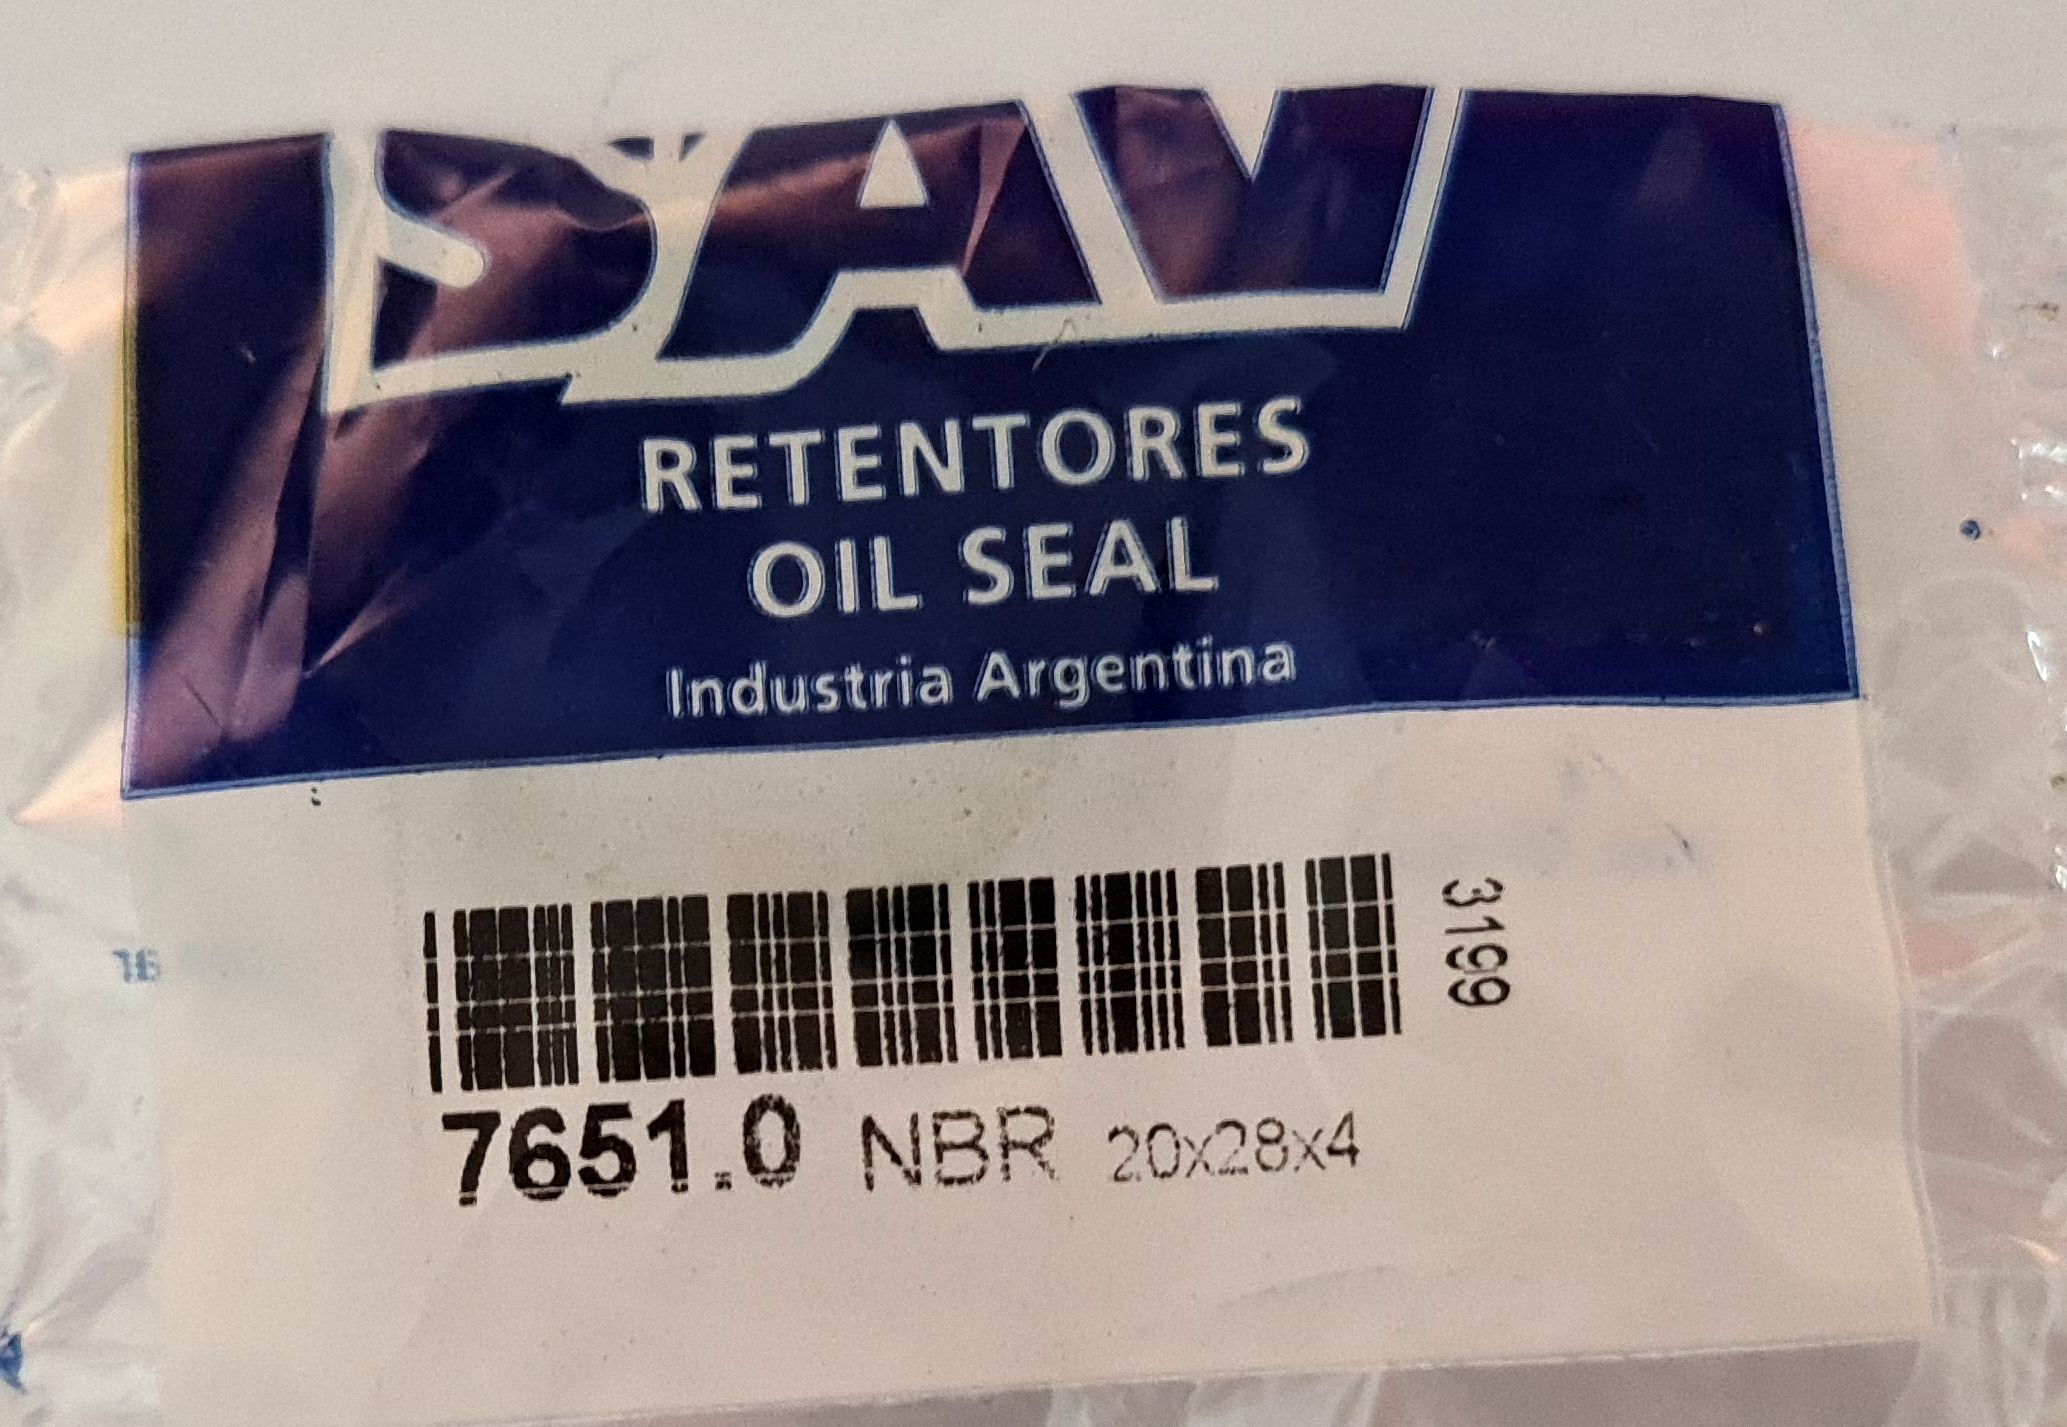 SAV
RETENTORES
OIL SEAL
Industria Argentina
3199
7651.0 NBR 20x28x4